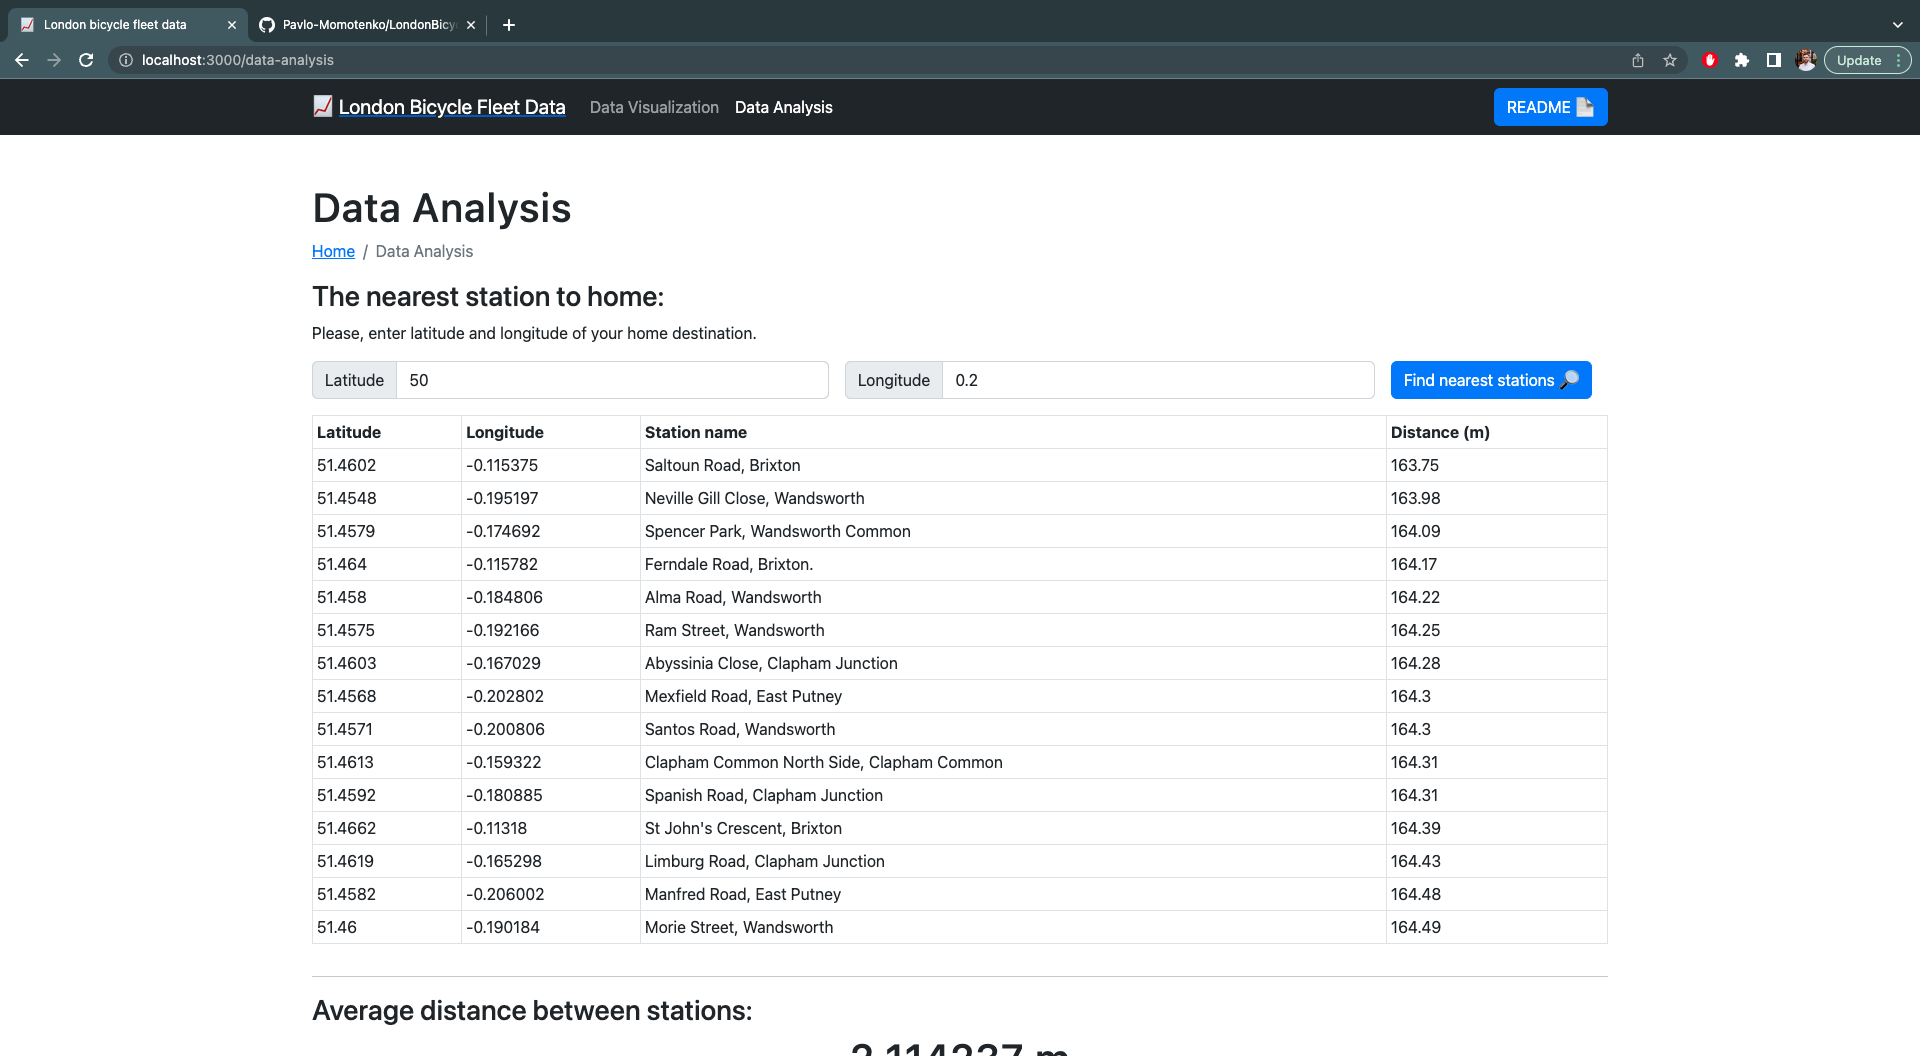 London bicycle fleet data
Pavlo-Momotenko/LondonBicy
localhost:3000/data-analysis
Update
London Bicycle Fleet Data
Data Visualization
Data Analysis
README
Data Analysis
Home / Data Analysis
The nearest station to home:
Please, enter latitude and longitude of your home destination.
Latitude 50 Longitude 0.2 Find nearest stations
Latitude Longitude Station name Distance (m)
51.4602 -0.115375 Saltoun Road, Brixton 163.75
51.4548 -0.195197 Neville Gill Close, Wandsworth 163.98
51.4579 -0.174692 Spencer Park, Wandsworth Common 164.09
51.464 -0.115782 Ferndale Road, Brixton. 164.17
51.458 -0.184806 Alma Road, Wandsworth 164.22
51.4575 -0.192166 Ram Street, Wandsworth 164.25
51.4603 -0.167029 Abyssinia Close, Clapham Junction 164.28
51.4568 -0.202802 Mexfield Road, East Putney 164.3
51.4571 -0.200806 Santos Road, Wandsworth 164.3
51.4613 -0.159322 Clapham Common North Side, Clapham Common 164.31
51.4592 -0.180885 Spanish Road, Clapham Junction 164.31
51.4662 -0.11318 St John's Crescent, Brixton 164.39
51.4619 -0.165298 Limburg Road, Clapham Junction 164.43
51.4582 -0.206002 Manfred Road, East Putney 164.48
51.46 -0.190184 Morie Street, Wandsworth 164.49
Average distance between stations:
2.114237 m